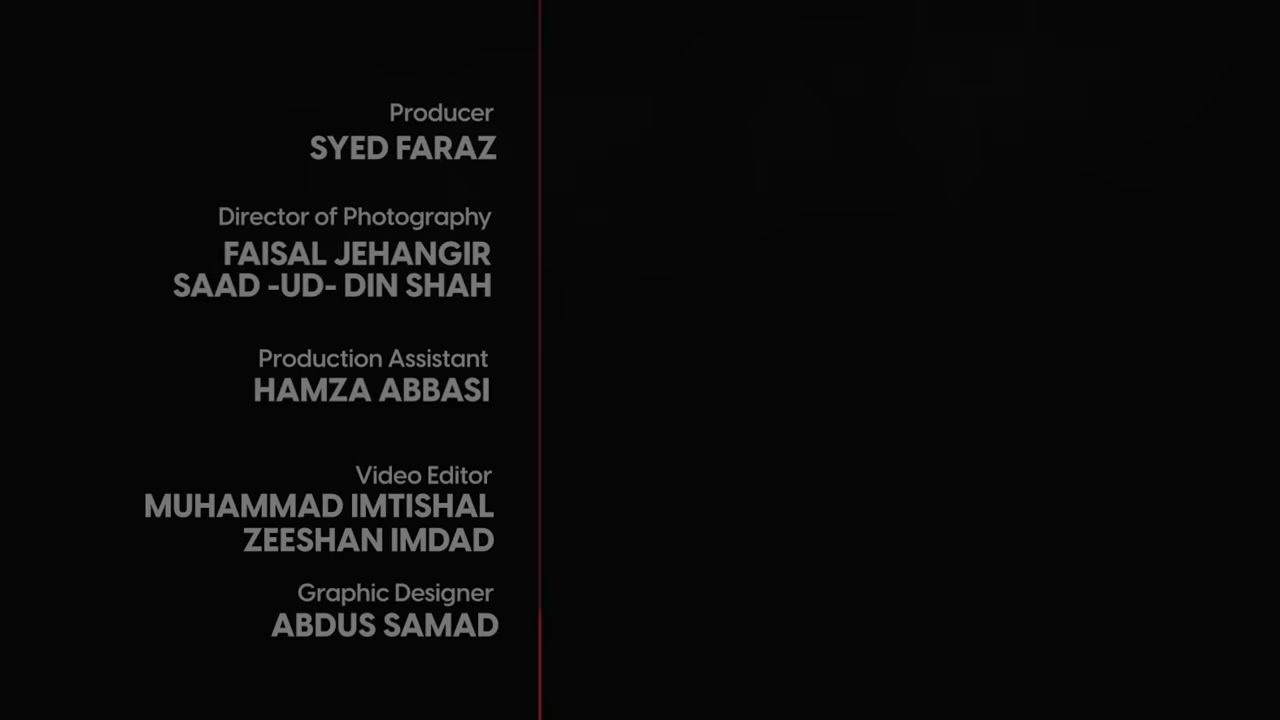 Producer
SYED FARAZ
Director of Photography
FAISAL JEHANGIR
SAAD -UD- DIN SHAH
Production Assistant
HAMZA ABBASI
Video Editor
MUHAMMAD IMTISHAL
ZEESHAN IMDAD
Graphic Designer
ABDUS SAMAD